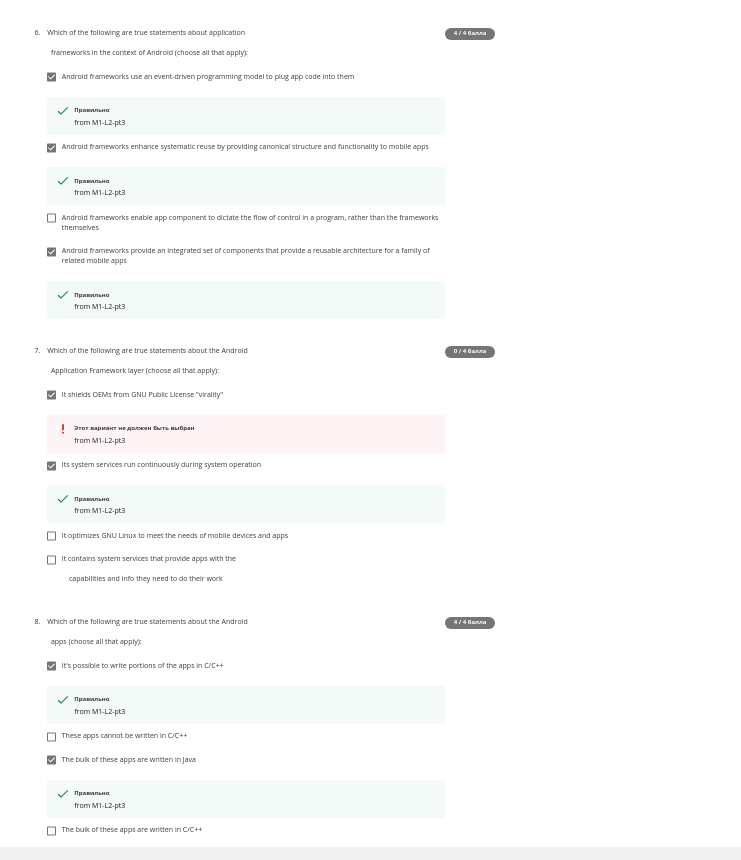 6. Which of the following are true statements about application
4 / 4 балла
frameworks in the context of Android (choose all that apply):
Android frameworks use an event-driven programming model to plug app code into them
Правильно
from M1-L2-pt3
Android frameworks enhance systematic reuse by providing canonical structure and functionality to mobile apps
Правильно
from M1-L2-pt3
Android frameworks enable app component to dictate the flow of control in a program, rather than the frameworks
themselves
Android frameworks provide an integrated set of components that provide a reusable architecture for a family of
related mobile apps
Правильно
from M1-L2-pt3
7. Which of the following are true statements about the Android
0 / 4 балла
Application Framework layer (choose all that apply):
It shields OEMs from GNU Public License "virality"
Этот вариант не должен быть выбран
from M1-L2-pt3
Its system services run continuously during system operation
Правильно
from M1-L2-pt3
It optimizes GNU Linux to meet the needs of mobile devices and apps
It contains system services that provide apps with the
capabilities and info they need to do their work
8. Which of the following are true statements about the Android
4 / 4 балла
apps (choose all that apply):
It's possible to write portions of the apps in C/C++
Правильно
from M1-L2-pt3
These apps cannot be written in C/C++
The bulk of these apps are written in Java
Правильно
from M1-L2-pt3
The bulk of these apps are written in C/C++